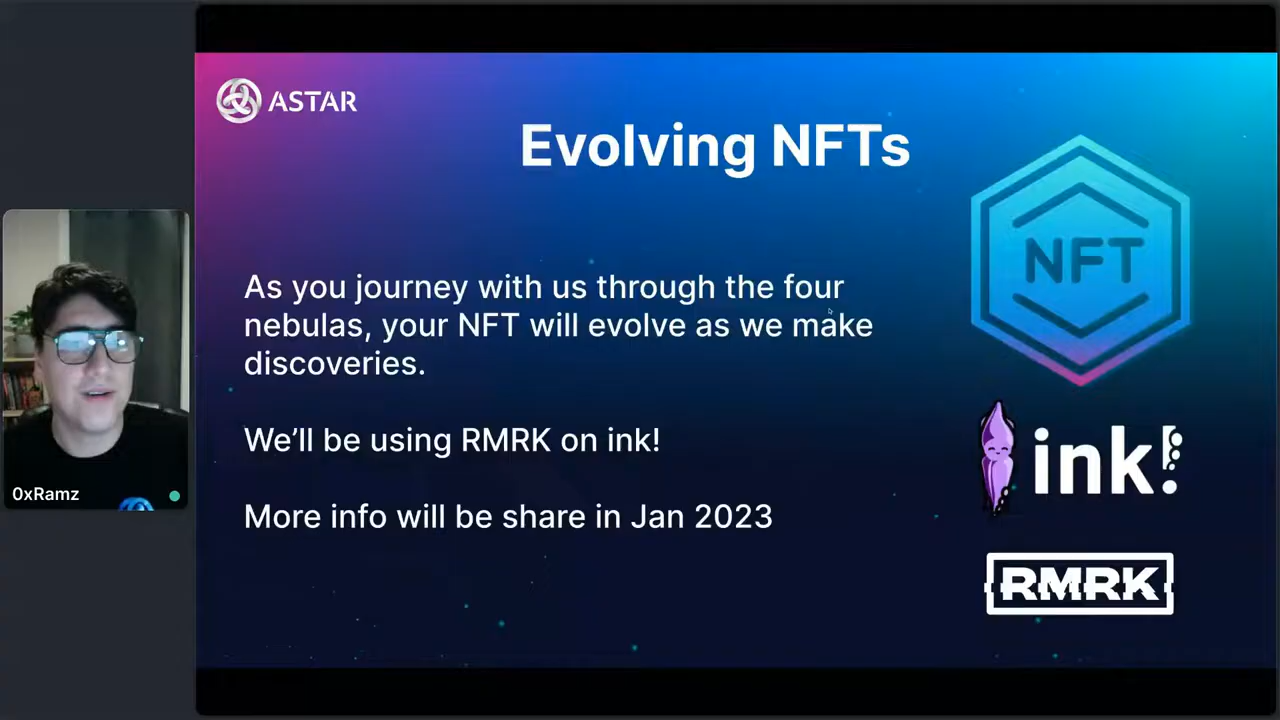 ASTAR
Evolving NFTs
NFT
As you journey with us through the four
nebulas, your NFT will evolve as we make
discoveries.
We’ll be using RMRK on ink!
More info will be share in Jan 2023
ink!
RMRK
0xRamz